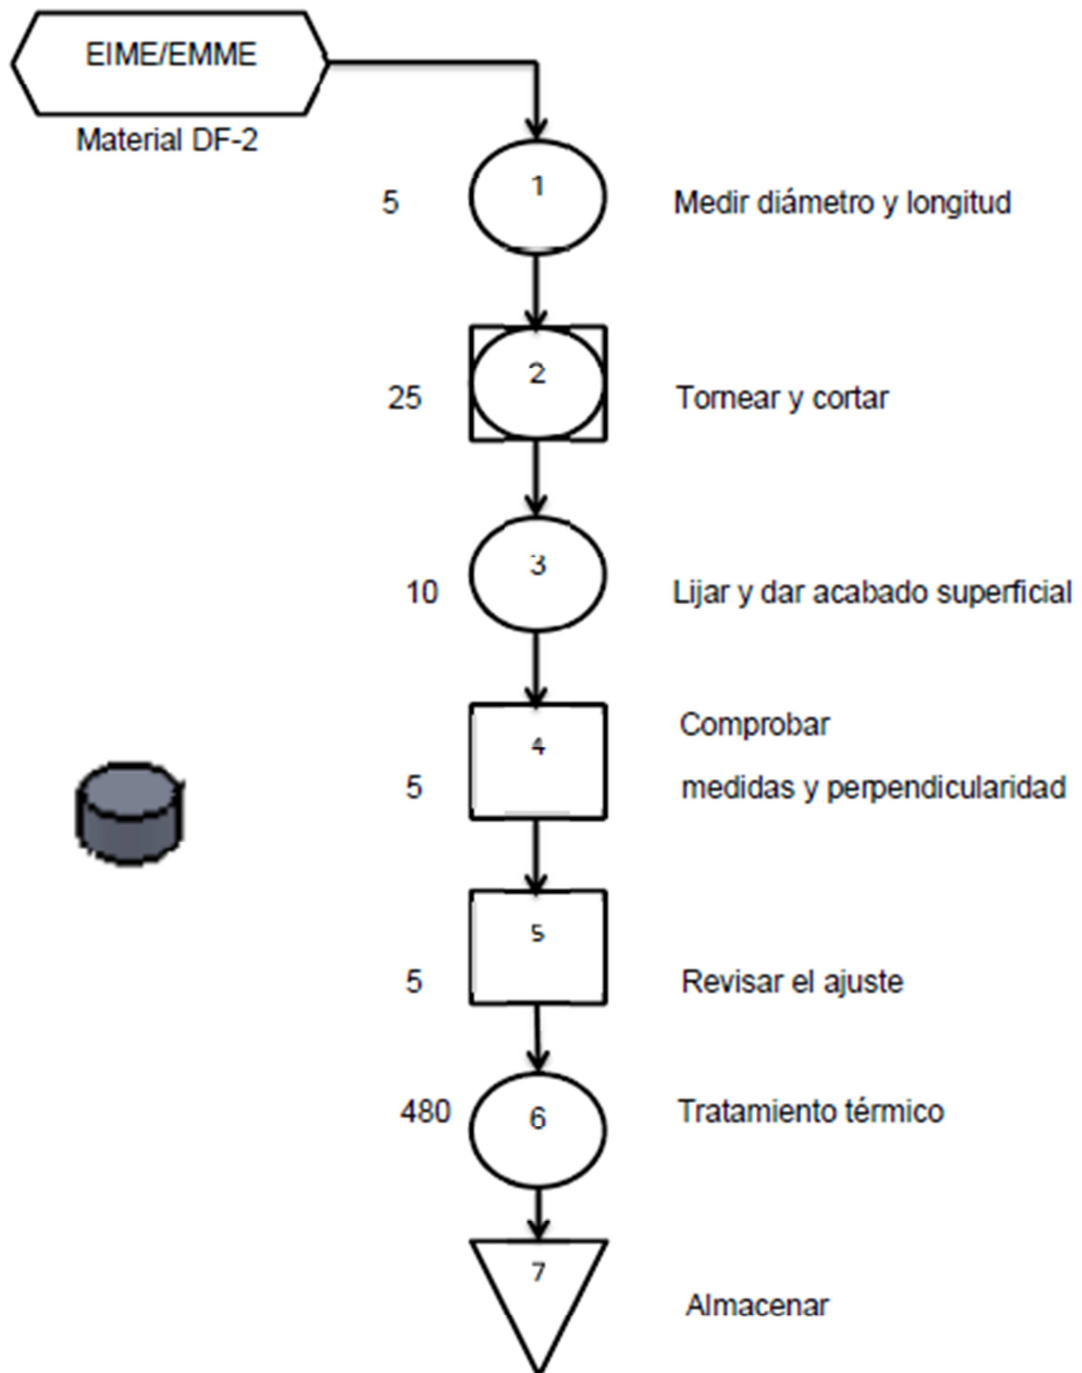 EIME/EMME
Material DF-2
1
5
Medir diámetro y longitud
2
25
Tornear y cortar
3
10
Lijar y dar acabado superficial
4
Comprobar
5
medidas y perpendicularidad
5
5
Revisar el ajuste
6
480
Tratamiento térmico
7
Almacenar